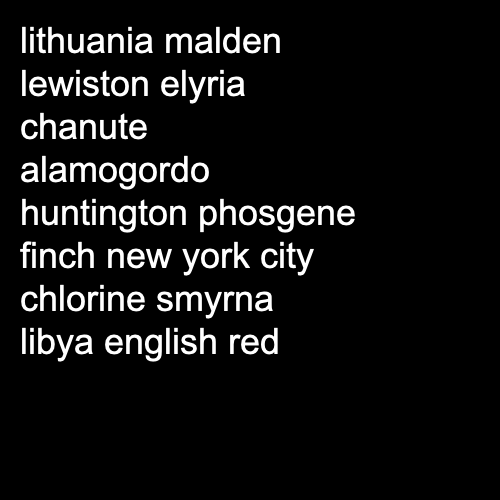 lithuania malden
lewiston elyria
chanute
alamogordo
huntington phosgene
finch new york city
chlorine smyrna
libya english red